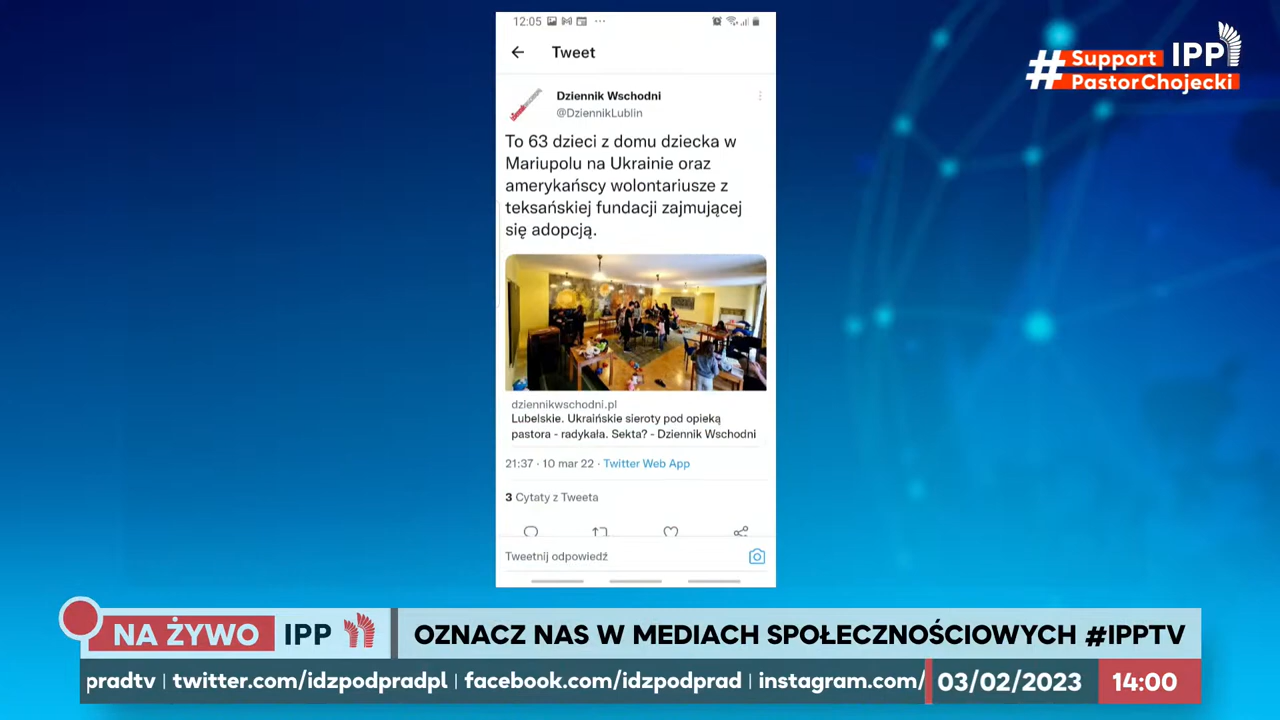 12:05
Tweet
Dziennik Wschodni
@DziennikLublin
To 63 dzieci z domu dziecka w
Mariupolu na Ukrainie oraz
amerykańscy wolontariusze z
teksańskiej fundacji zajmującej
się adopcją.
dziennikwschodni.pl
Lubelskie. Ukraińskie sieroty pod opieką
pastora - radykała. Sekta? - Dziennik Wschodni
21:37 · 10 mar 22 · Twitter Web App
3 Cytaty z Tweeta
Tweetnij odpowiedź
#Support IPP
PastorChojecki
NA ŻYWO IPP
OZNACZ NAS W MEDIACH SPOŁECZNOŚCIOWYCH #IPPTV
pradtv | twitter.com/idzpodpradpl | facebook.com/idzpodprad | instagram.com/
03/02/2023 14:00